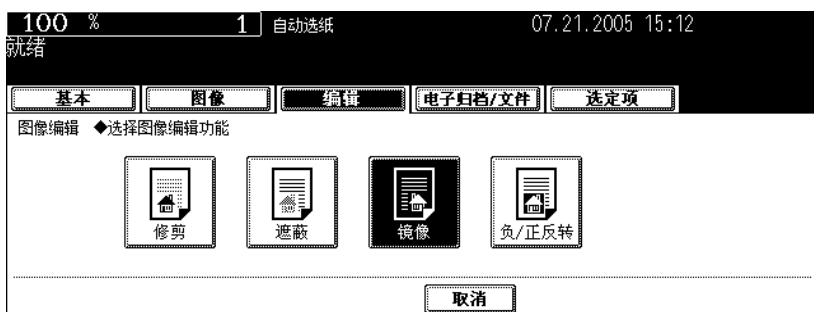 100 % 1 自动选纸 07.21.2005 15:12
就绪
基本 图像 编辑 电子归档/文件 选定项
图像编辑 ◆选择图像编辑功能
修剪 遮蔽 镜像 负/正反转
取消